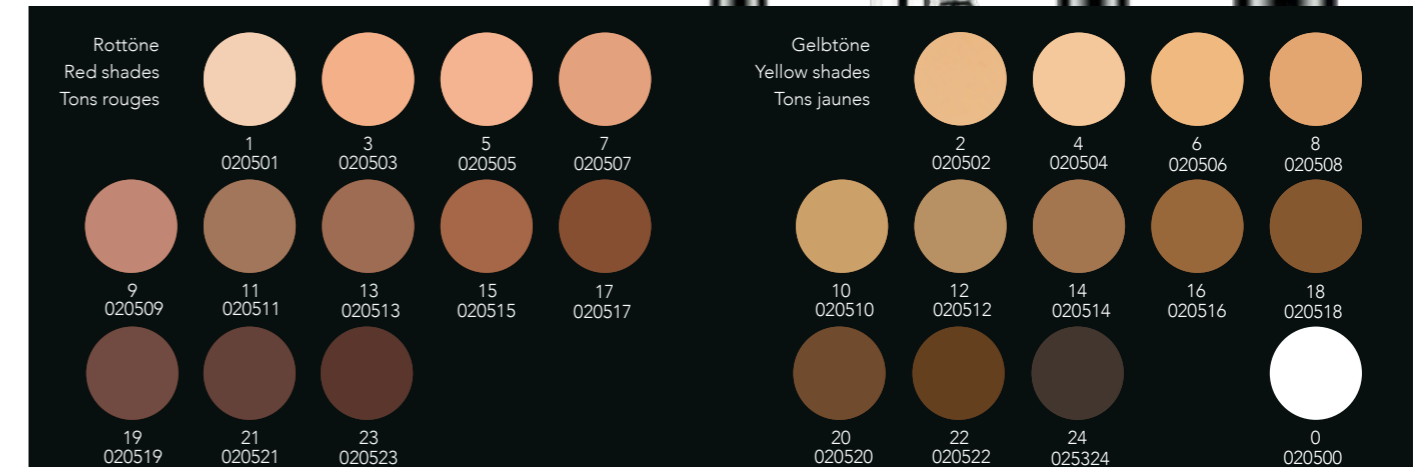 Rottöne
Red shades
Tons rouges
1 3 5 7
020501 020503 020505 020507
9 11 13 15 17
020509 020511 020513 020515 020517
19 21 23
020519 020521 020523
Gelbtöne
Yellow shades
Tons jaunes
2 4 6 8
020502 020504 020506 020508
10 12 14 16 18
020510 020512 020514 020516 020518
20 22 24 0
020520 020522 025324 020500